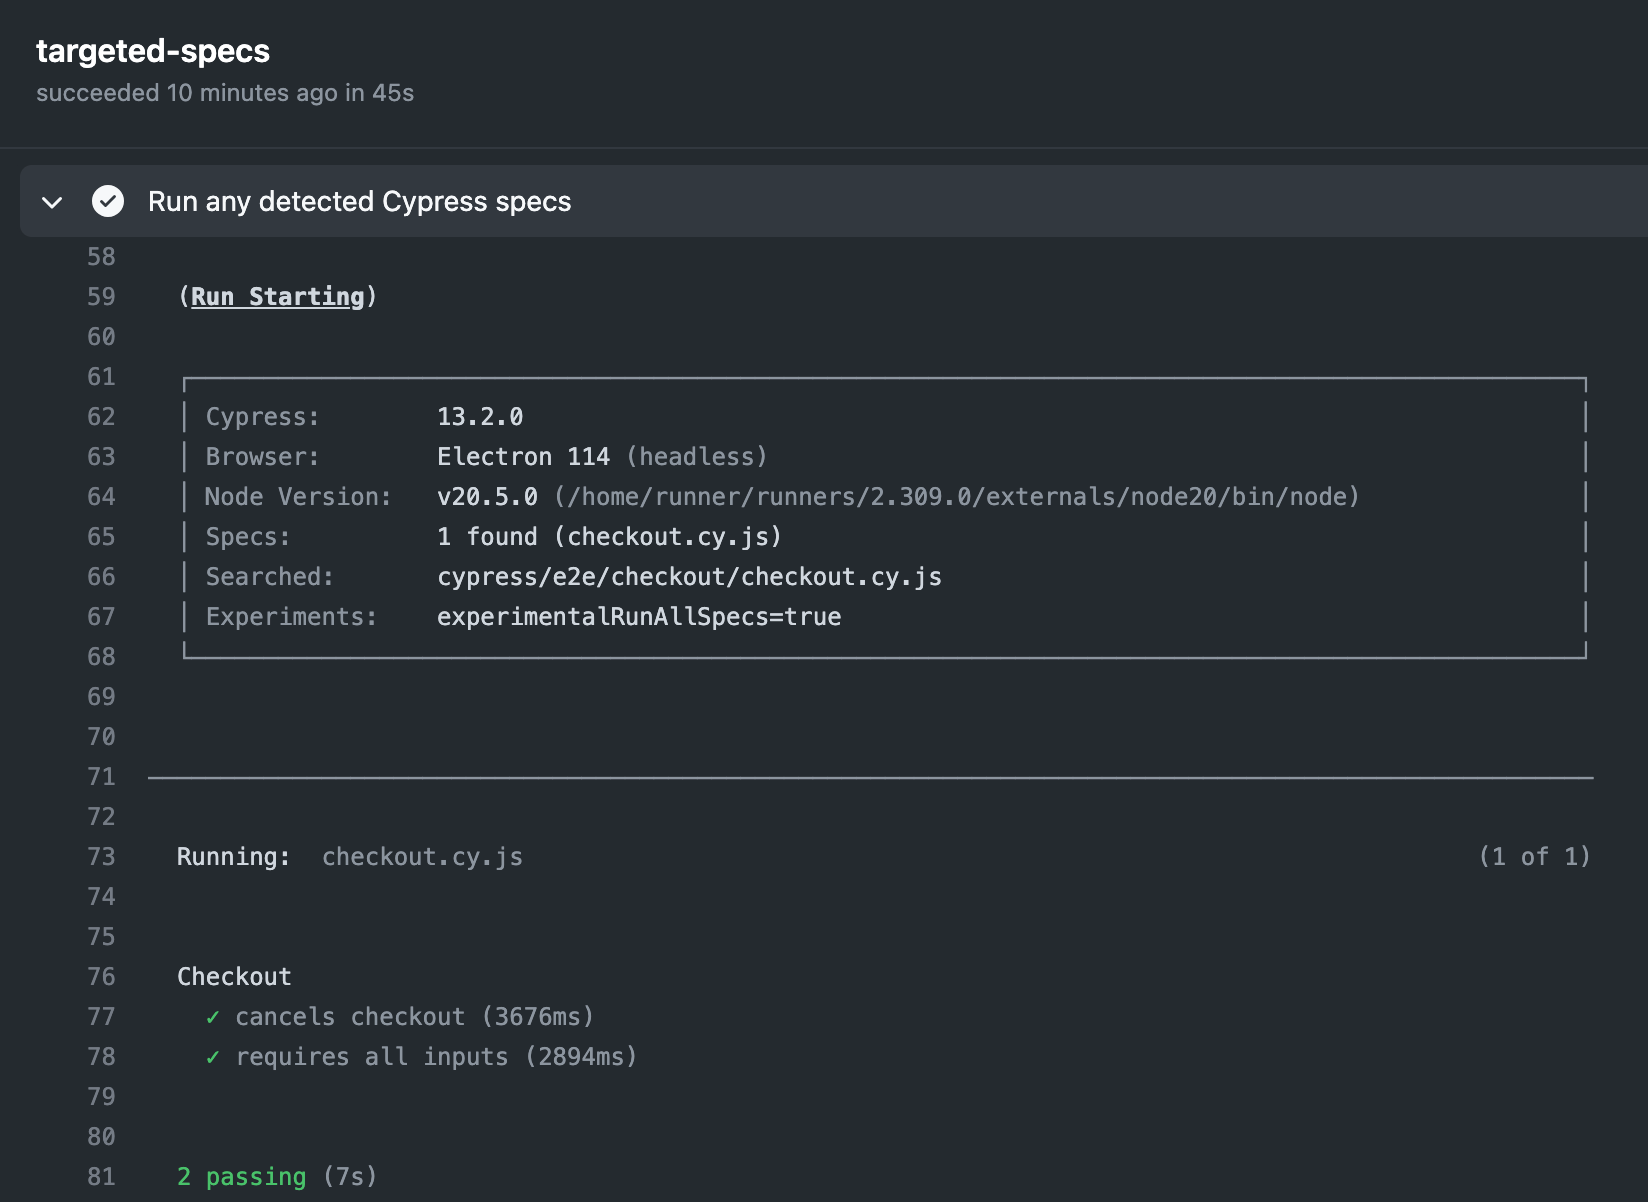 targeted-specs
succeeded 10 minutes ago in 45s
Run any detected Cypress specs
58
59 (Run Starting)
60
61
62 Cypress: 13.2.0
63 Browser: Electron 114 (headless)
64 Node Version: v20.5.0 (/home/runner/runners/2.309.0/externals/node20/bin/node)
65 Specs: 1 found (checkout.cy.js)
66 Searched: cypress/e2e/checkout/checkout.cy.js
67 Experiments: experimentalRunAllSpecs=true
68
69
70
71
72
73 Running: checkout.cy.js (1 of 1)
74
75
76 Checkout
77 ✓ cancels checkout (3676ms)
78 ✓ requires all inputs (2894ms)
79
80
81 2 passing (7s)